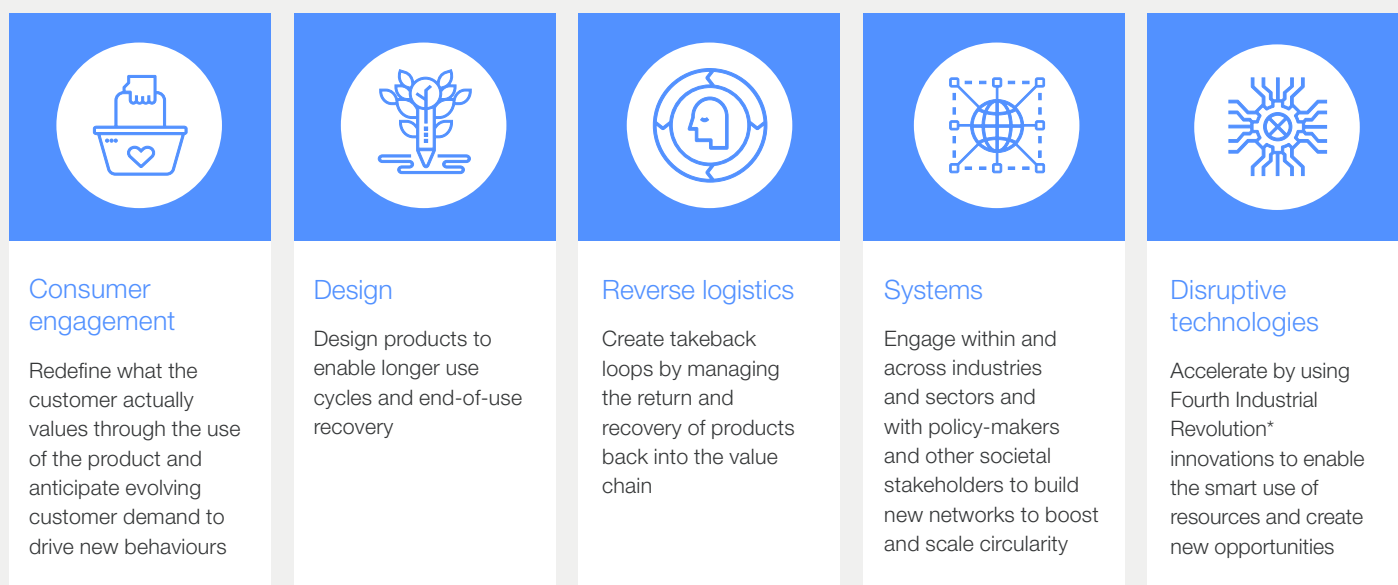 Consumer
engagement
Redefine what the
customer actually
values through the use
of the product and
anticipate evolving
customer demand to
drive new behaviours
Design
Design products to
enable longer use
cycles and end-of-use
recovery
Reverse logistics
Create takeback
loops by managing
the return and
recovery of products
back into the value
chain
Systems
Engage within and
across industries
and sectors and
with policy-makers
and other societal
stakeholders to build
new networks to boost
and scale circularity
Disruptive
technologies
Accelerate by using
Fourth Industrial
Revolution*
innovations to enable
the smart use of
resources and create
new opportunities